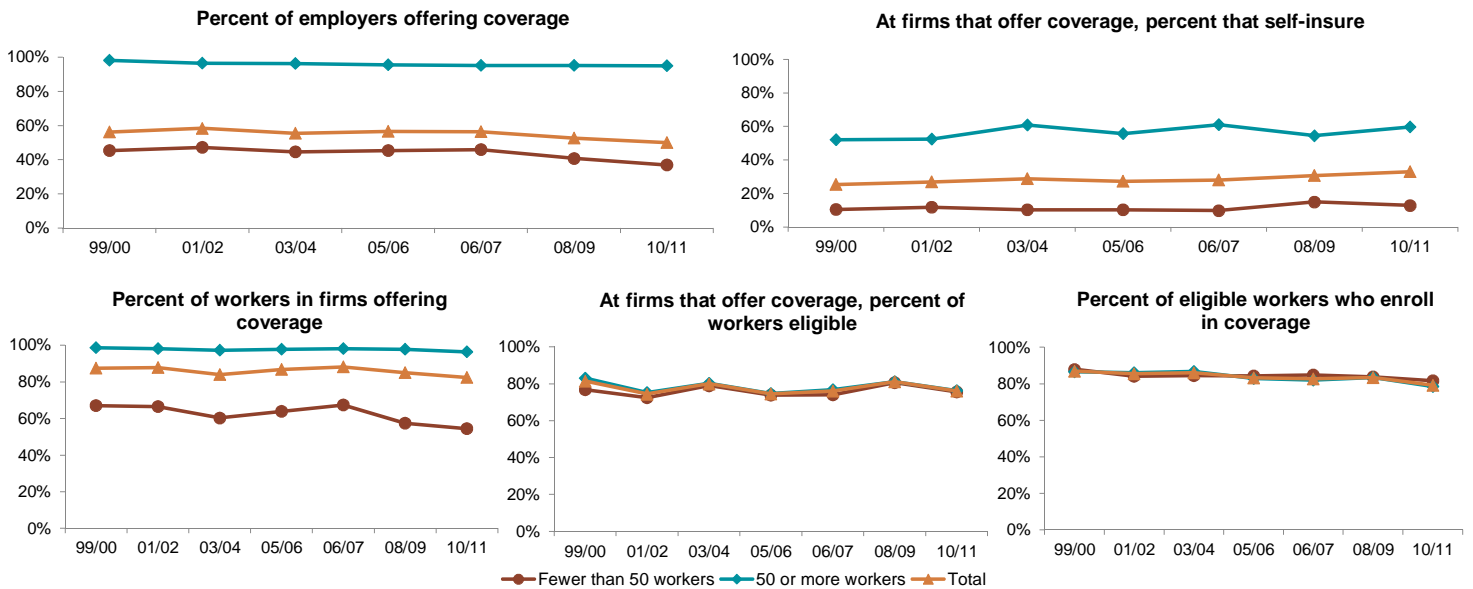 Percent of employers offering coverage
100%
80%
60%
40%
20%
0%
99/00 01/02 03/04 05/06 06/07 08/09 10/11
At firms that offer coverage, percent that self-insure
100%
80%
60%
40%
20%
0%
99/00 01/02 03/04 05/06 06/07 08/09 10/11
Percent of workers in firms offering
coverage
100%
80%
60%
40%
20%
0%
99/00 01/02 03/04 05/06 06/07 08/09 10/11
At firms that offer coverage, percent of
workers eligible
100%
80%
60%
40%
20%
0%
99/00 01/02 03/04 05/06 06/07 08/09 10/11
Percent of eligible workers who enroll
in coverage
100%
80%
60%
40%
20%
0%
99/00 01/02 03/04 05/06 06/07 08/09 10/11
Fewer than 50 workers 50 or more workers Total